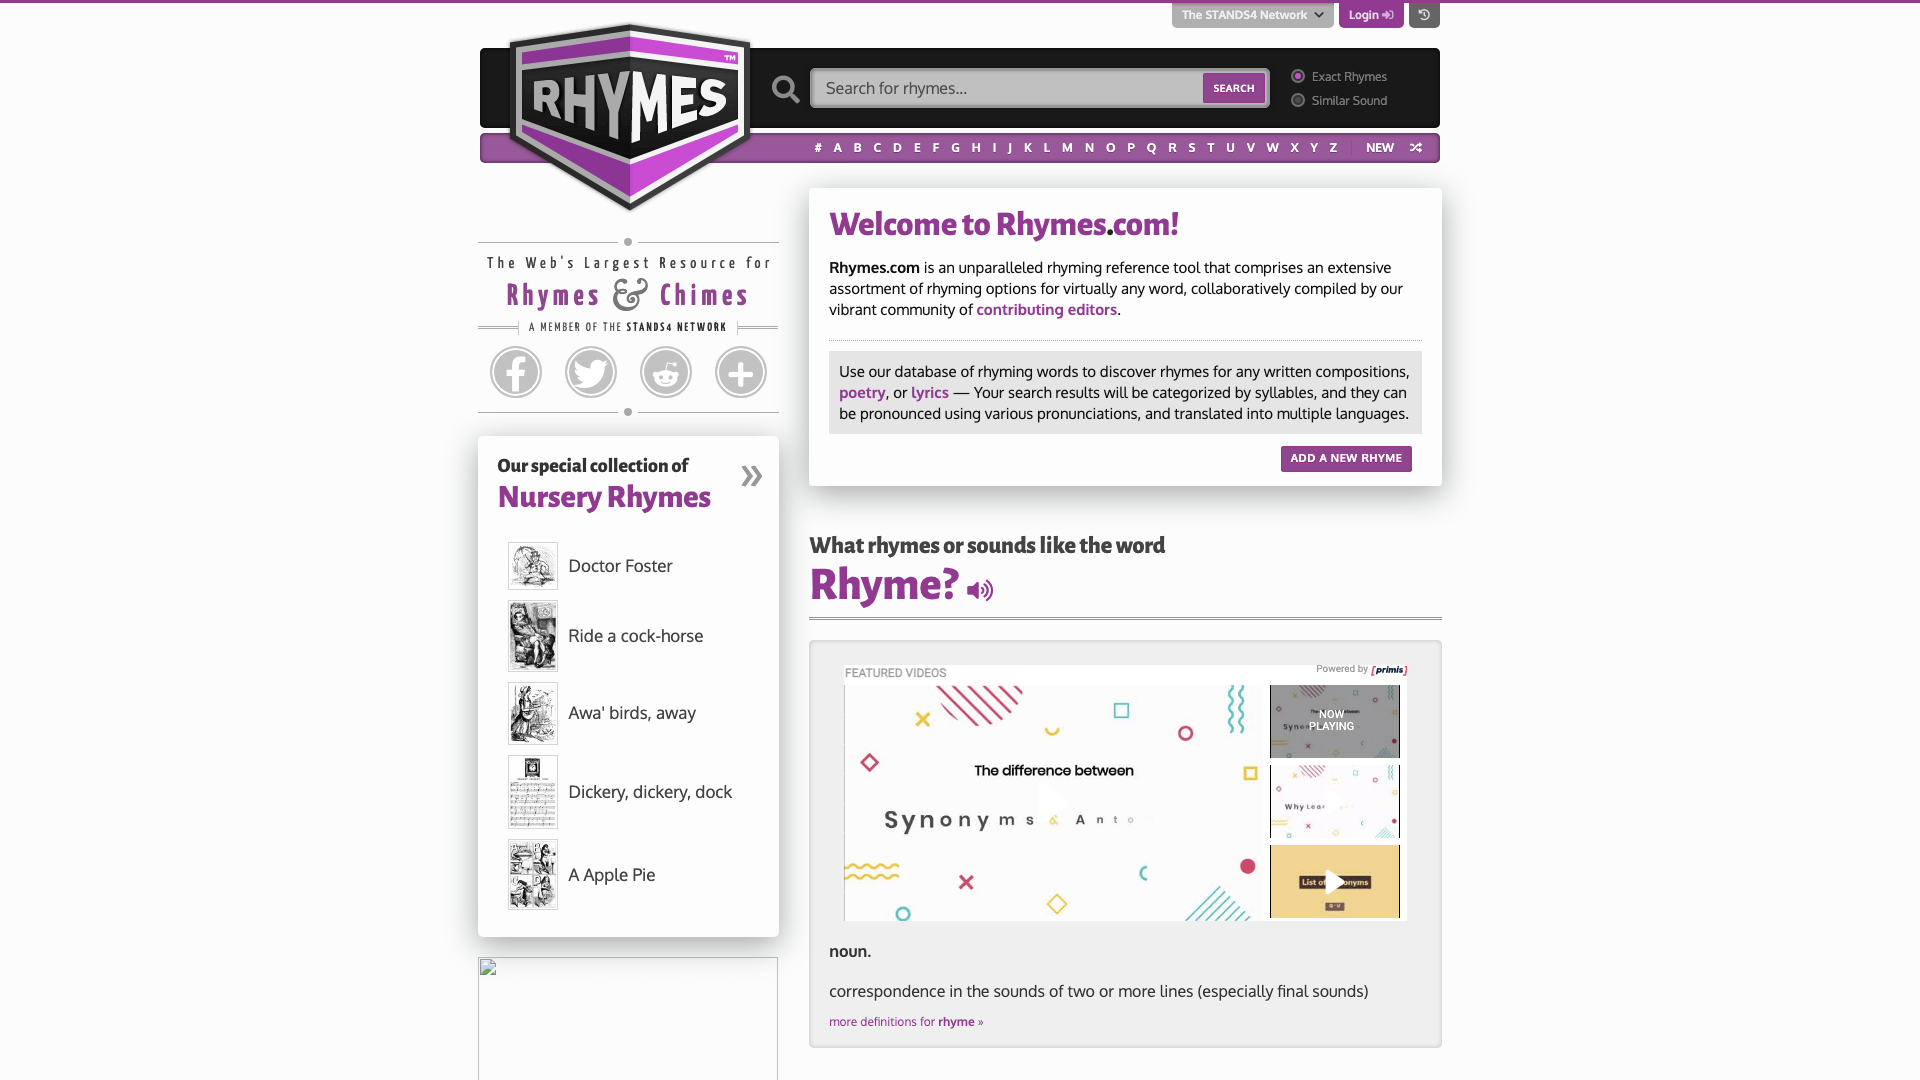 The STANDS4 Network
Login
RHYMES
TM
Search for rhymes...
SEARCH
Exact Rhymes
Similar Sound
# A B C D E F G H I J K L M N O P Q R S T U V W X Y Z NEW
The Web's Largest Resource for
Rhymes & Chimes
A MEMBER OF THE STANDS4 NETWORK
Our special collection of
Nursery Rhymes
Doctor Foster
Ride a cock-horse
Awa' birds, away
Dickery, dickery, dock
A Apple Pie
Welcome to Rhymes.com!
Rhymes.com is an unparalleled rhyming reference tool that comprises an extensive
assortment of rhyming options for virtually any word, collaboratively compiled by our
vibrant community of contributing editors.
Use our database of rhyming words to discover rhymes for any written compositions,
poetry, or lyrics — Your search results will be categorized by syllables, and they can
be pronounced using various pronunciations, and translated into multiple languages.
ADD A NEW RHYME
What rhymes or sounds like the word
Rhyme?
FEATURED VIDEOS
Powered by [primis]
The difference between
Synonyms & Anto
NOW
PLAYING
Why Lear
List of
noun.
correspondence in the sounds of two or more lines (especially final sounds)
more definitions for rhyme »